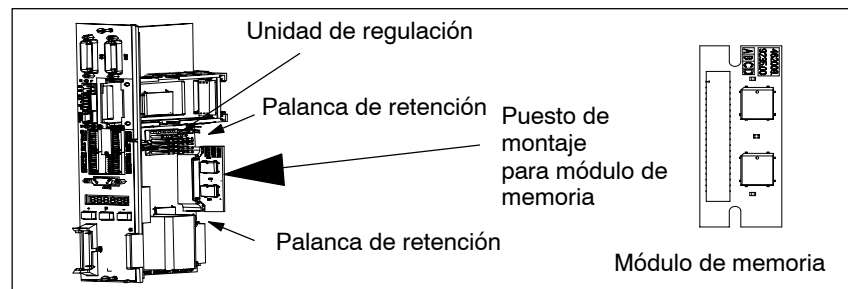 Unidad de regulación
Palanca de retención
Puesto de
montaje
para módulo de
memoria
Palanca de retención
Módulo de memoria